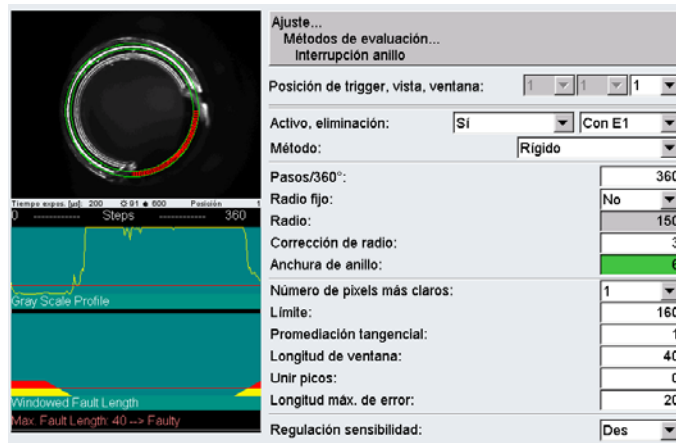 Ajuste...
Métodos de evaluación...
Interrupción anillo
Posición de trigger, vista, ventana: 1 1 1
Activo, eliminación: Sí Con E1
Método: Rígido
Pasos/360°: 360
Radio fijo: No
Radio: 150
Corrección de radio: 3
Anchura de anillo: 6
Número de pixels más claros: 1
Límite: 160
Promediación tangencial: 1
Longitud de ventana: 40
Unir picos: 0
Longitud máx. de error: 20
Regulación sensibilidad: Des
Tiempo expos. [µs]: 200 91 600 Posición 1
0 ------------ Steps ------------ 360
Gray Scale Profile
Windowed Fault Length
Max. Fault Length: 40 --> Faulty